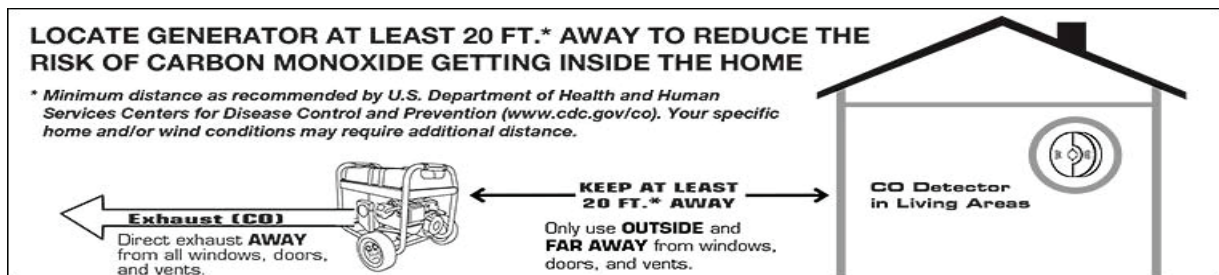 LOCATE GENERATOR AT LEAST 20 FT.* AWAY TO REDUCE THE
RISK OF CARBON MONOXIDE GETTING INSIDE THE HOME
* Minimum distance as recommended by U.S. Department of Health and Human
Services Centers for Disease Control and Prevention (www.cdc.gov/co). Your specific
home and/or wind conditions may require additional distance.
Exhaust (CO)
Direct exhaust AWAY
from all windows, doors,
and vents.
KEEP AT LEAST
20 FT.* AWAY
Only use OUTSIDE and
FAR AWAY from windows,
doors, and vents.
CO Detector
in Living Areas